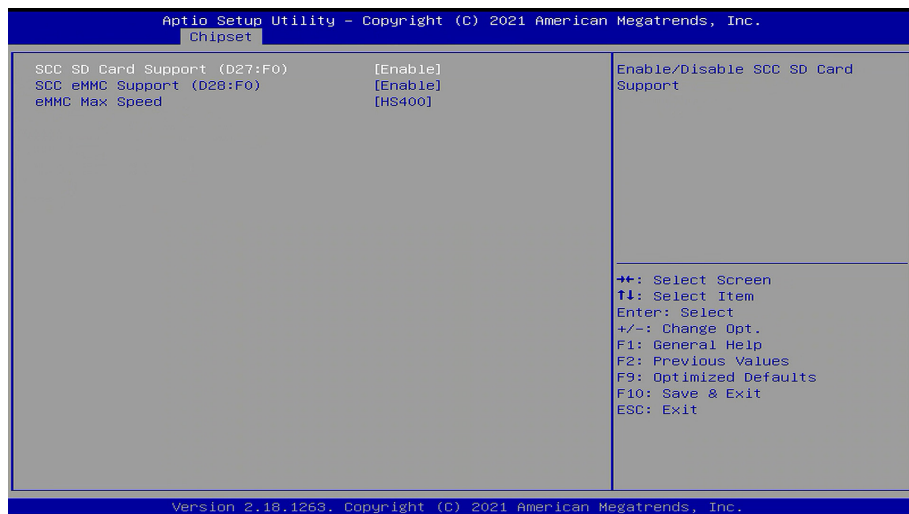 Aptio Setup Utility – Copyright (C) 2021 American Megatrends, Inc.
Chipset
SCC SD Card Support (D27:F0) [Enable]
SCC eMMC Support (D28:F0) [Enable]
eMMC Max Speed [HS400]
Enable/Disable SCC SD Card
Support
→←: Select Screen
↑↓: Select Item
Enter: Select
+/-: Change Opt.
F1: General Help
F2: Previous Values
F9: Optimized Defaults
F10: Save & Exit
ESC: Exit
Version 2.18.1263. Copyright (C) 2021 American Megatrends, Inc.